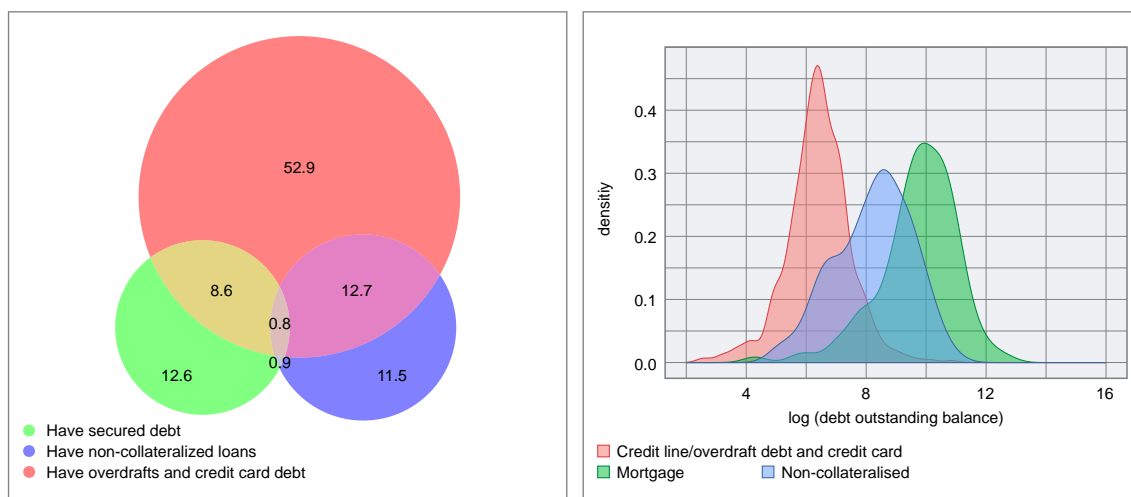 52.9
8.6
12.7
0.8
0.9
12.6
11.5
Have secured debt
Have non-collateralized loans
Have overdrafts and credit card debt
densitiy
0.4
0.3
0.2
0.1
0.0
4 8 12 16
log (debt outstanding balance)
Credit line/overdraft debt and credit card
Mortgage Non-collateralised